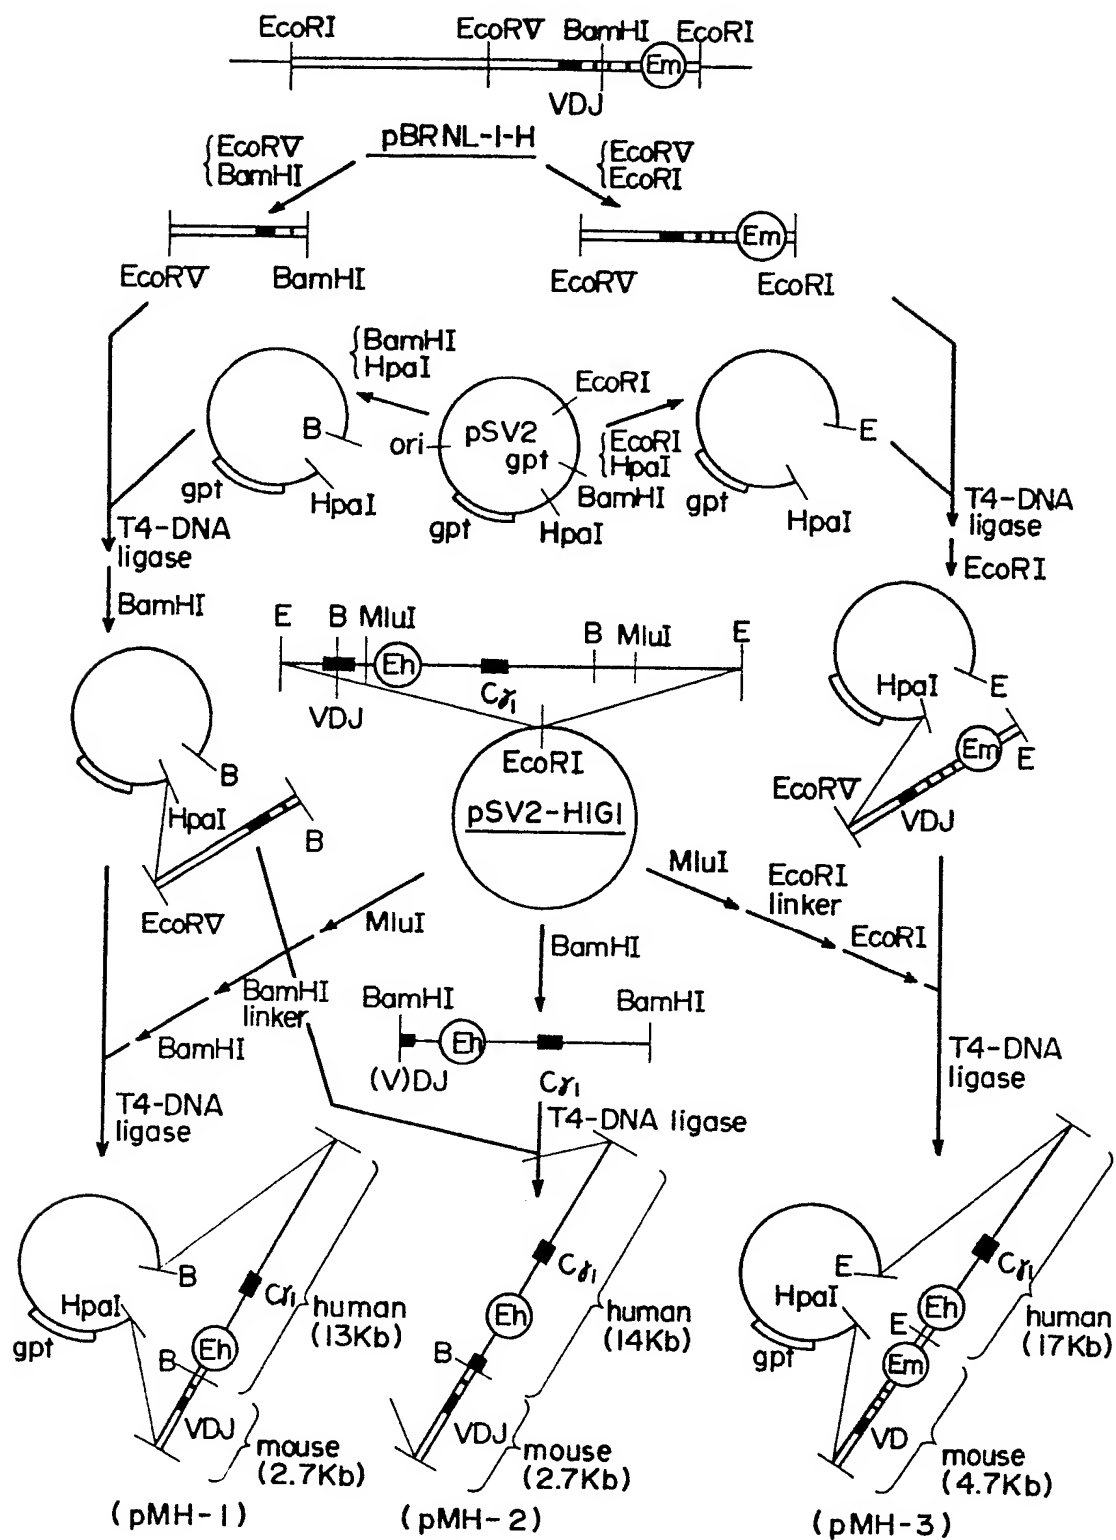 EcoRI EcoRV BamHI EcoRI
Em
VDJ
pBRNL-1-H
{EcoRV
{BamHI
{EcoRV
{EcoRI
Em
EcoRV BamHI
EcoRV EcoRI
{BamHI
{HpaI
EcoRI
B
ori
pSV2
gpt
{EcoRI
{HpaI
E
BamHI
gpt
HpaI
gpt
HpaI
gpt
HpaI
T4-DNA
ligase
T4-DNA
ligase
BamHI
EcoRI
E B MluI B MluI E
Eh
VDJ
Cγ1
HpaI
E
EcoRI
pSV2-HIGI
B
HpaI
B
EcoRV
Em
E
EcoRV
VDJ
MluI
BamHI
linker
BamHI
MluI
EcoRI
linker
EcoRI
BamHI
BamHI BamHI
Eh
(V)DJ
Cγ1
T4-DNA ligase
T4-DNA
ligase
T4-DNA
ligase
B
HpaI
gpt
Cγ1
Eh
B
human
(13Kb)
VDJ
mouse
(2.7Kb)
(pMH-1)
Cγ1
Eh
B
human
(14Kb)
VDJ
mouse
(2.7Kb)
(pMH-2)
E
HpaI
gpt
Cγ1
Eh
E
Em
human
(17Kb)
VD
mouse
(4.7Kb)
(pMH-3)